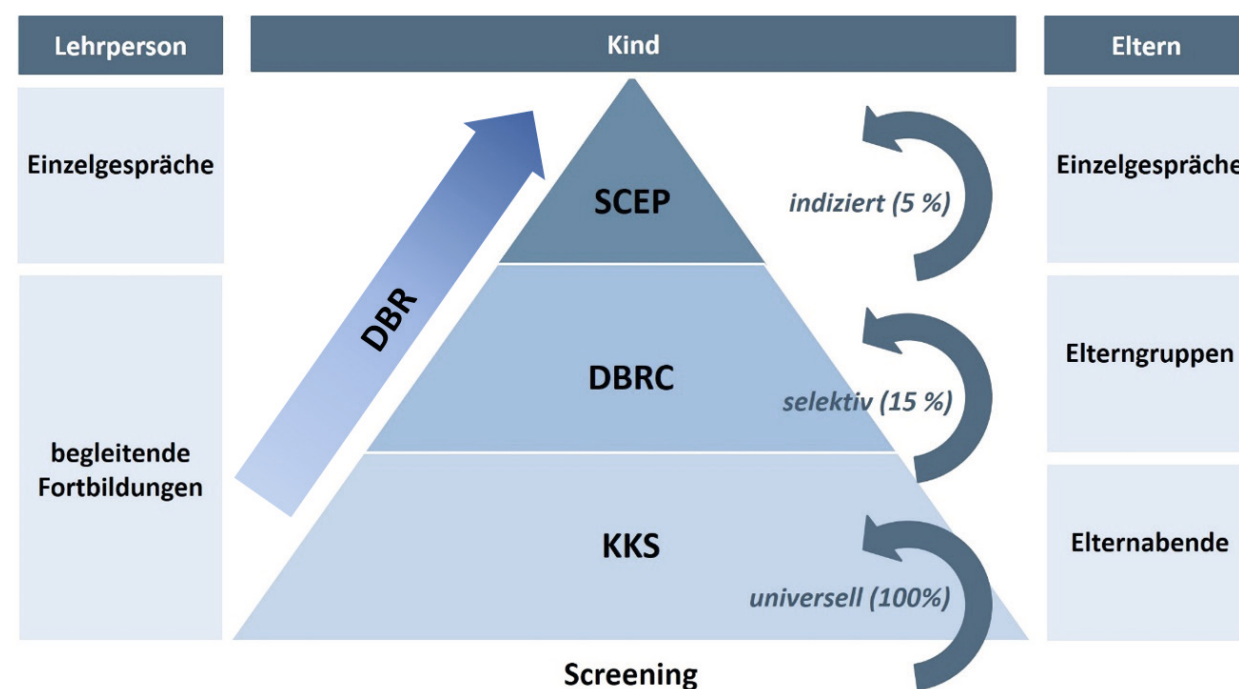 Lehrperson
Kind
Eltern
Einzelgespräche
SCEP
indiziert (5 %)
Einzelgespräche
DBR
DBRC
selektiv (15 %)
Elterngruppen
begleitende
Fortbildungen
KKS
universell (100%)
Elternabende
Screening